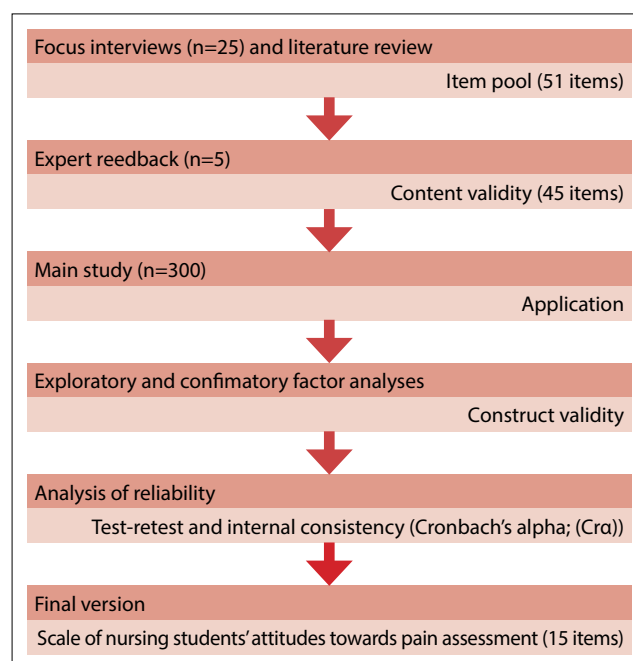 Focus interviews (n=25) and literature review
Item pool (51 items)
Expert reedback (n=5)
Content validity (45 items)
Main study (n=300)
Application
Exploratory and confimatory factor analyses
Construct validity
Analysis of reliability
Test-retest and internal consistency (Cronbach's alpha; (Crα))
Final version
Scale of nursing students' attitudes towards pain assessment (15 items)